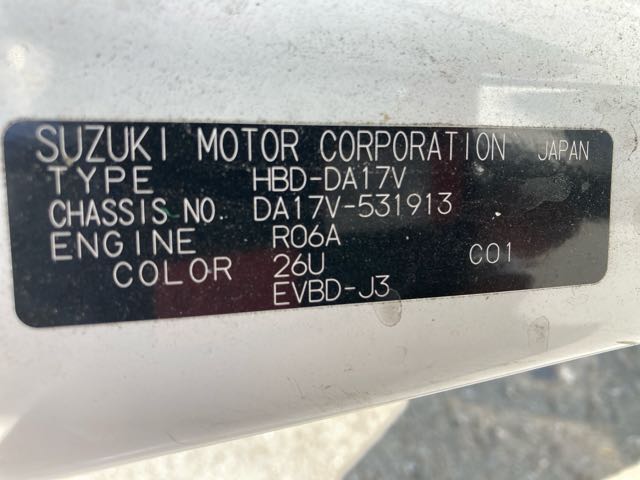 SUZUKI MOTOR CORPORATION JAPAN
TYPE HBD-DA17V
CHASSIS NO. DA17V-531913
ENGINE R06A
COLOR 26U C01
EVBD-J3